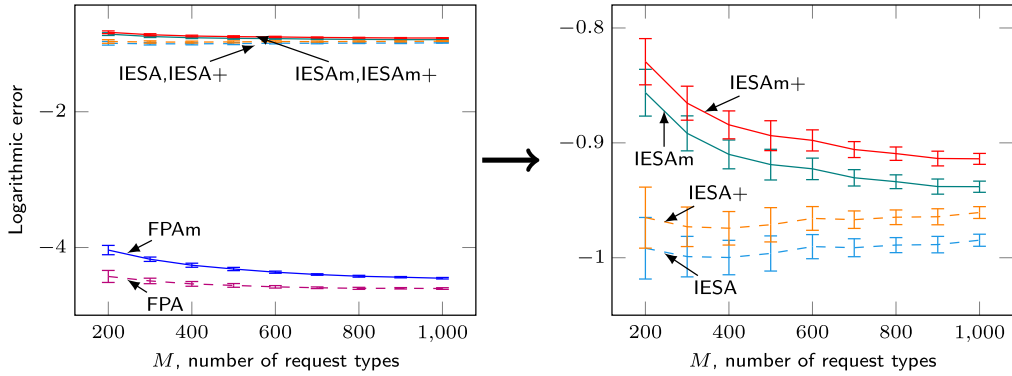 Logarithmic error
−2
−4
IESA,IESA+
IESAm,IESAm+
FPAm
FPA
200 400 600 800 1,000
M, number of request types
−0.8
−0.9
−1
IESAm+
IESAm
IESA+
IESA
200 400 600 800 1,000
M, number of request types